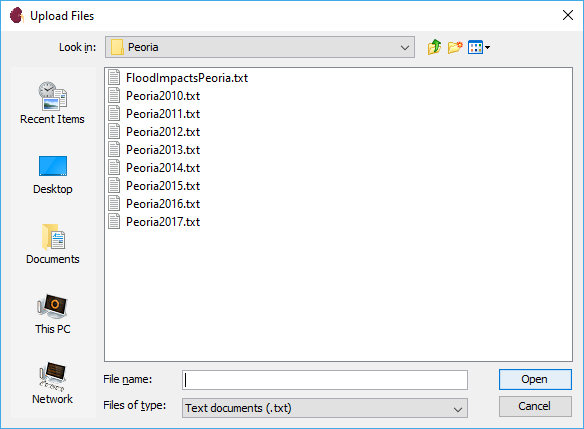 Upload Files
Look in: Peoria
Recent Items
Desktop
Documents
This PC
Network
FloodImpactsPeoria.txt
Peoria2010.txt
Peoria2011.txt
Peoria2012.txt
Peoria2013.txt
Peoria2014.txt
Peoria2015.txt
Peoria2016.txt
Peoria2017.txt
File name: Open
Files of type: Text documents (.txt) Cancel